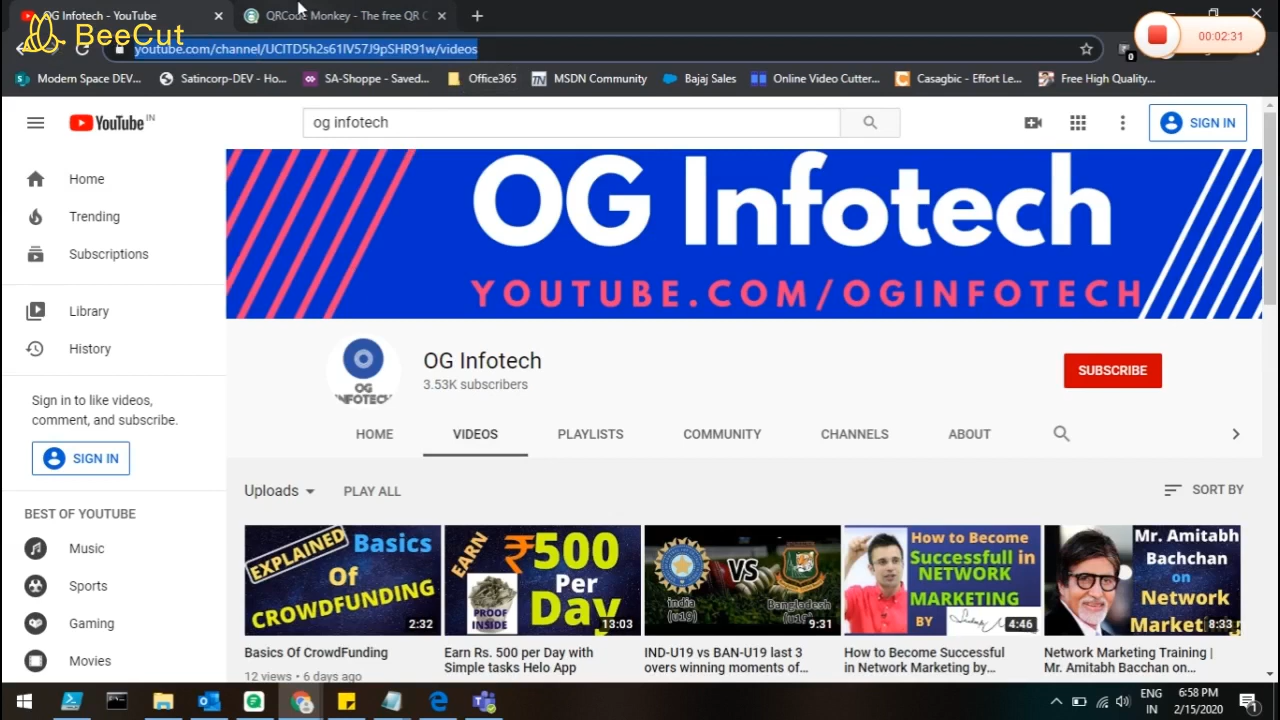 OG Infotech - YouTube
QRCode Monkey - The free QR C
BeeCut
youtube.com/channel/UCITD5h2s61IV57J9pSHR91w/videos
00:02:31
0
Modern Space DEV...
Satincorp-DEV - Ho...
SA-Shoppe - Saved...
Office365
MSDN Community
Bajaj Sales
Online Video Cutter...
Casagbic - Effort Le...
Free High Quality...
YouTube IN
og infotech
SIGN IN
Home
Trending
Subscriptions
Library
History
Sign in to like videos,
comment, and subscribe.
SIGN IN
BEST OF YOUTUBE
Music
Sports
Gaming
Movies
OG Infotech
YOUTUBE.COM/OGINFOTECH
OG
INFOTECH
OG Infotech
3.53K subscribers
SUBSCRIBE
HOME
VIDEOS
PLAYLISTS
COMMUNITY
CHANNELS
ABOUT
Uploads
PLAY ALL
SORT BY
EXPLAINED
Basics
Of
CROWDFUNDING
2:32
Basics Of CrowdFunding
12 views • 6 days ago
EARN
₹500
Per
Day
PROOF
INSIDE
13:03
Earn Rs. 500 per Day with
Simple tasks Helo App
VS
india
(u19)
Bangladesh
9:31
IND-U19 vs BAN-U19 last 3
overs winning moments of...
How to Become
Successfull in
NETWORK
MARKETING
BY
4:46
How to Become Successful
in Network Marketing by...
Mr. Amitabh
Bachchan
on
Network
Marketing
8:33
Network Marketing Training |
Mr. Amitabh Bacchan on...
ENG
IN
6:58 PM
2/15/2020
1